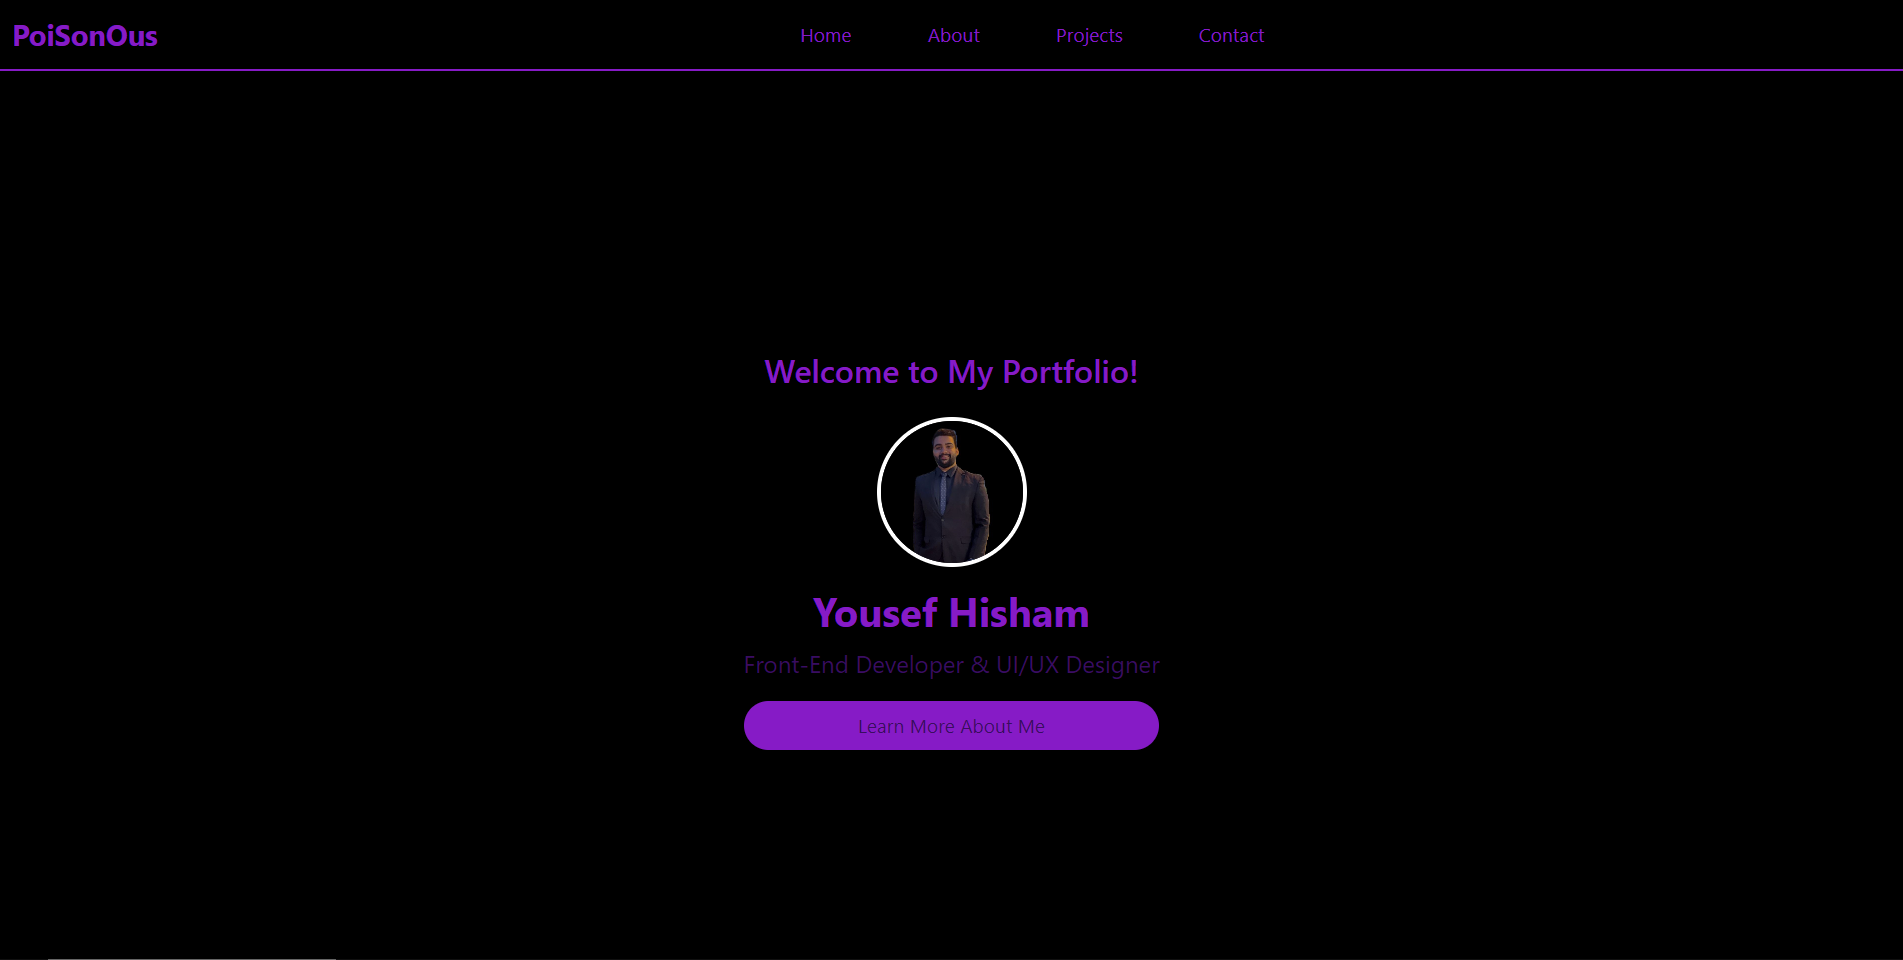 PoiSonOus
Home About Projects Contact
Welcome to My Portfolio!
Yousef Hisham
Front-End Developer & UI/UX Designer
Learn More About Me